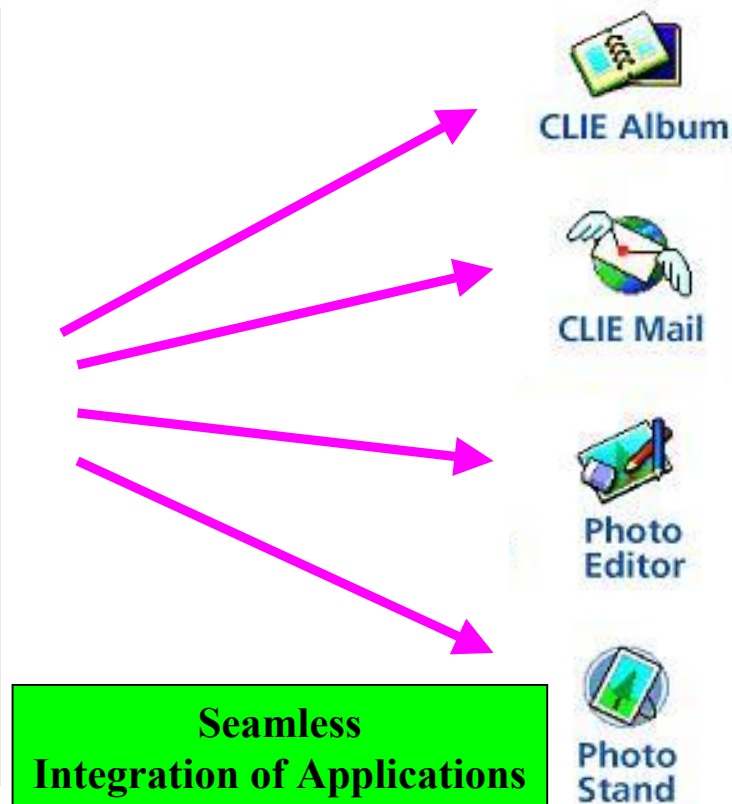 CLIE Album
CLIE Mail
Photo
Editor
Seamless
Integration of Applications
Photo
Stand